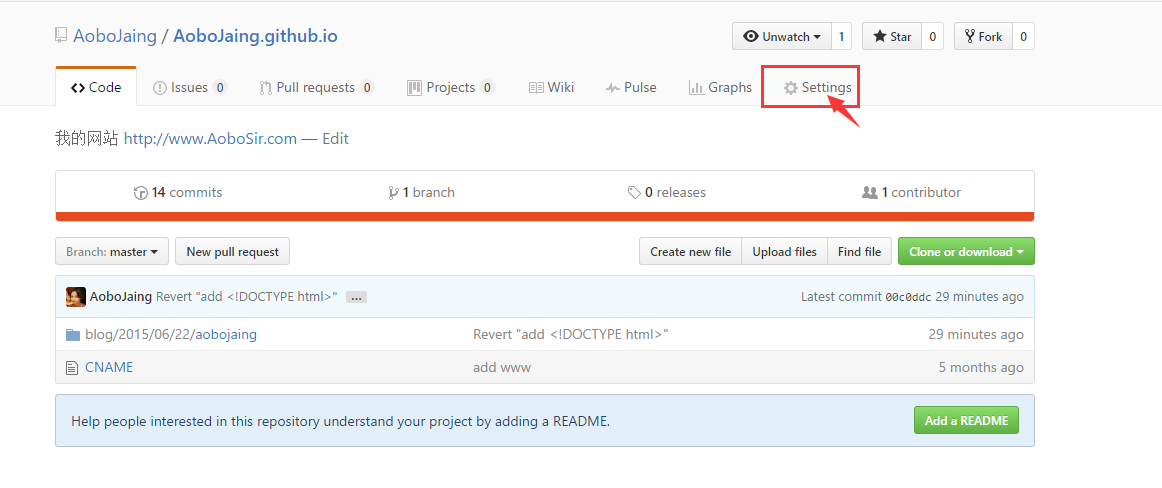 AoboJaing / AoboJaing.github.io
Unwatch 1 Star 0 Fork 0
Code Issues 0 Pull requests 0 Projects 0 Wiki Pulse Graphs Settings
我的网站 http://www.AoboSir.com — Edit
14 commits 1 branch 0 releases 1 contributor
Branch: master New pull request Create new file Upload files Find file Clone or download
AoboJaing Revert "add <!DOCTYPE html>" ... Latest commit 00c0ddc 29 minutes ago
blog/2015/06/22/aobojaing Revert "add <!DOCTYPE html>" 29 minutes ago
CNAME add www 5 months ago
Help people interested in this repository understand your project by adding a README. Add a README